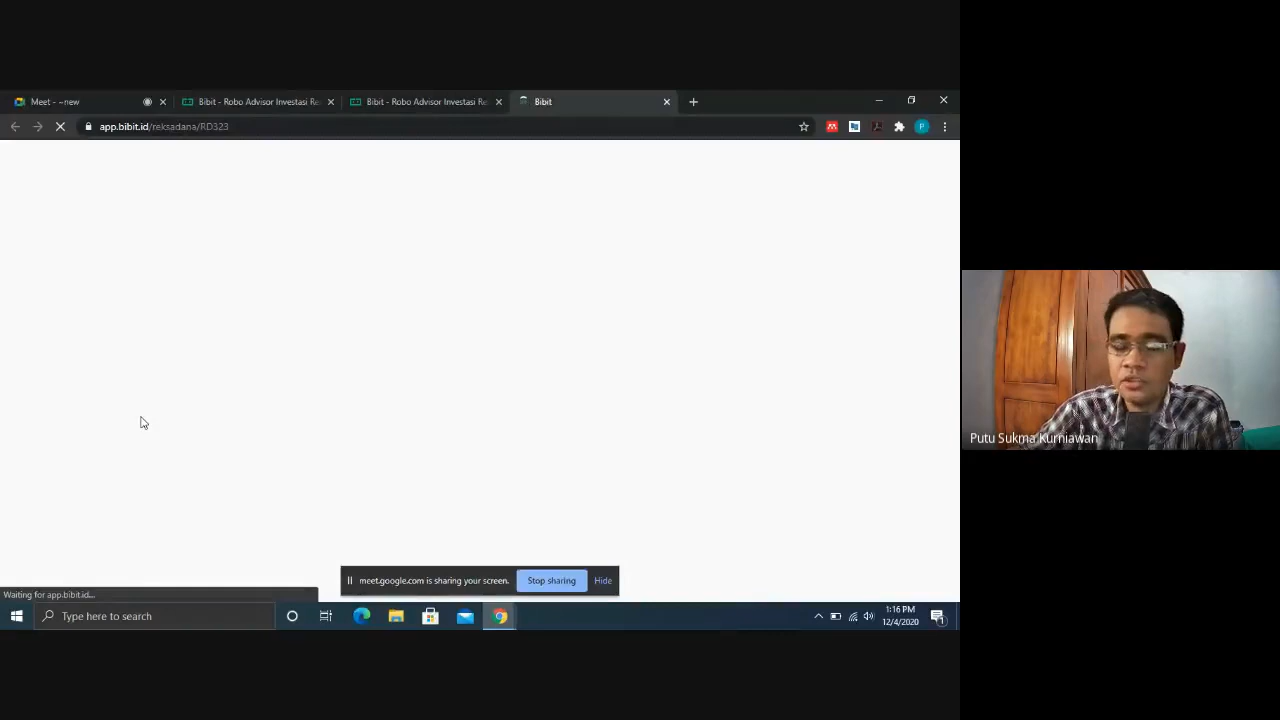 Meet - ~new
Bibit - Robo Advisor Investasi Re
Bibit - Robo Advisor Investasi Re
Bibit
app.bibit.id/reksadana/RD323
P
Putu Sukma Kurniawan
meet.google.com is sharing your screen.
Stop sharing
Hide
Waiting for app.bibit.id...
Type here to search
1:16 PM
12/4/2020
1